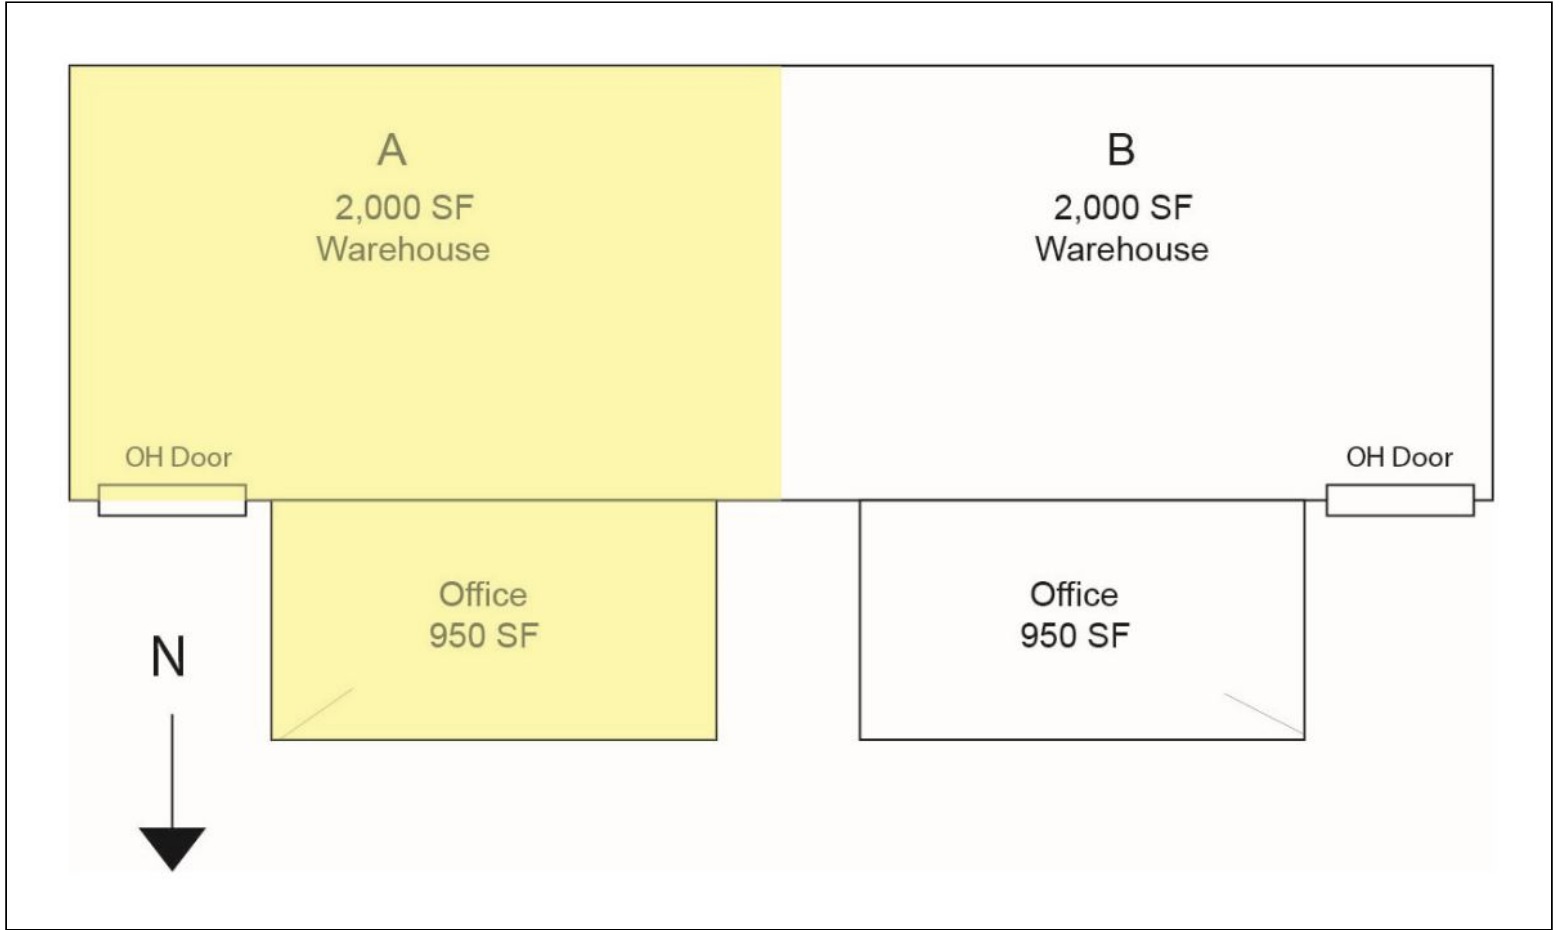 A
2,000 SF
Warehouse
B
2,000 SF
Warehouse
OH Door
OH Door
Office
950 SF
Office
950 SF
N